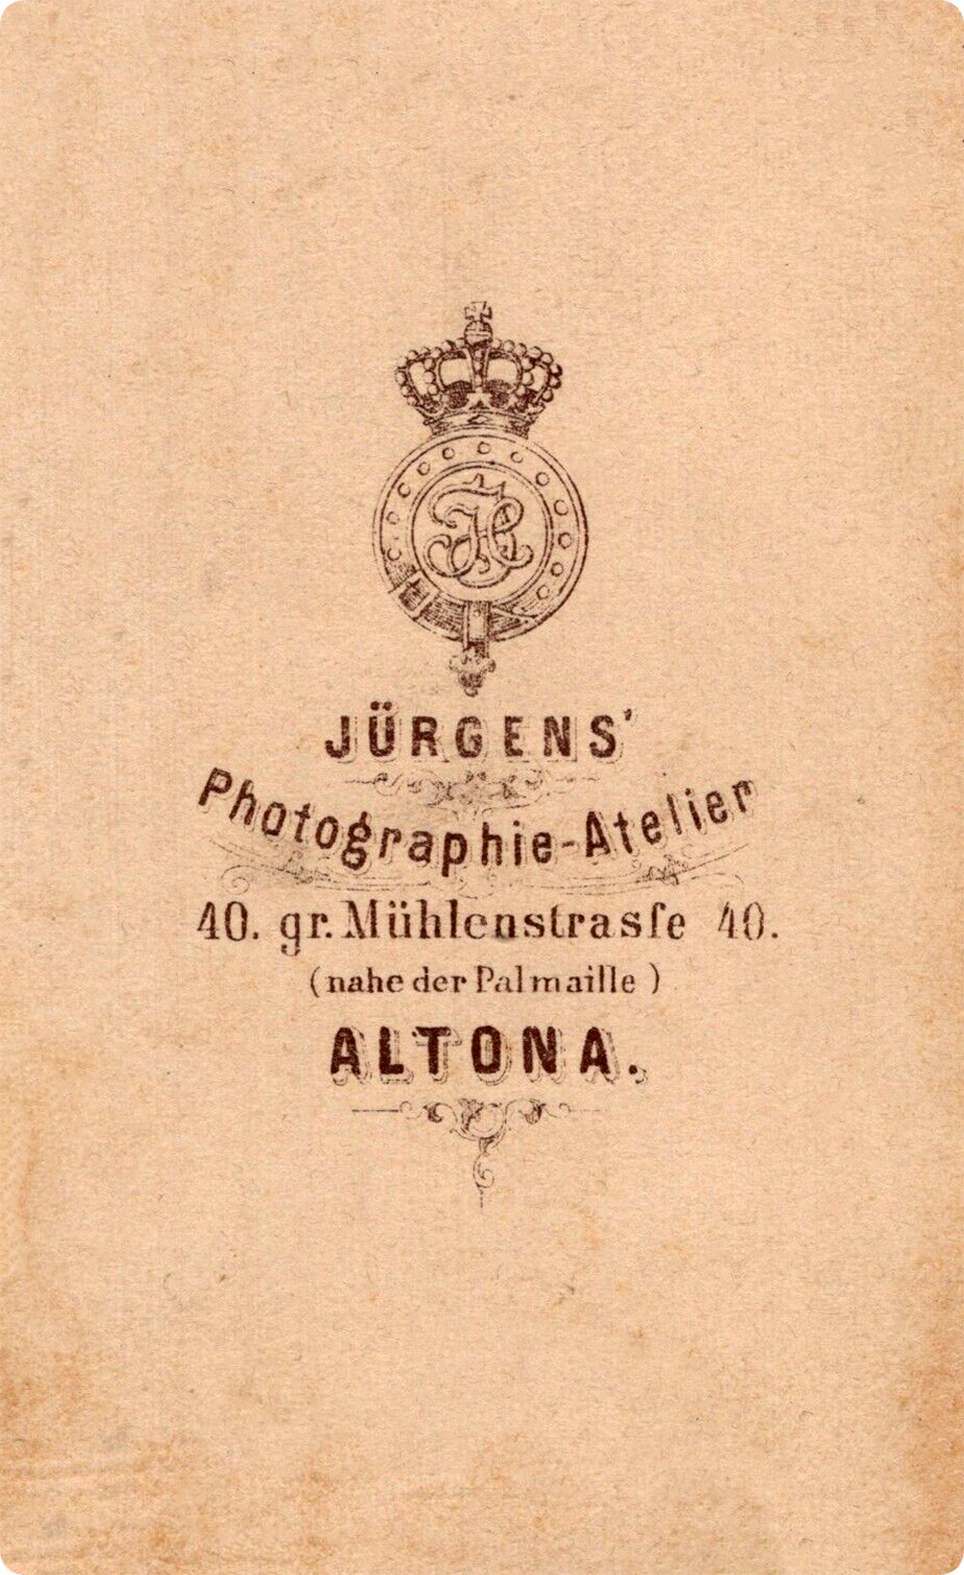 JÜRGENS'
Photographie-Atelier
40. gr. Mühlenstrasſe 40.
(nahe der Palmaille)
ALTONA.